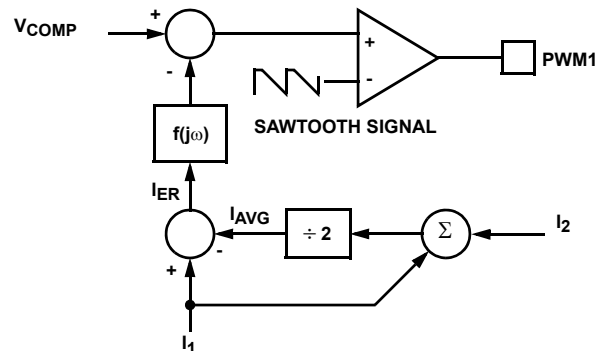 VCOMP
+
-
+
-
PWM1
SAWTOOTH SIGNAL
f(jω)
IER
IAVG
-
+
÷ 2
Σ
I2
I1